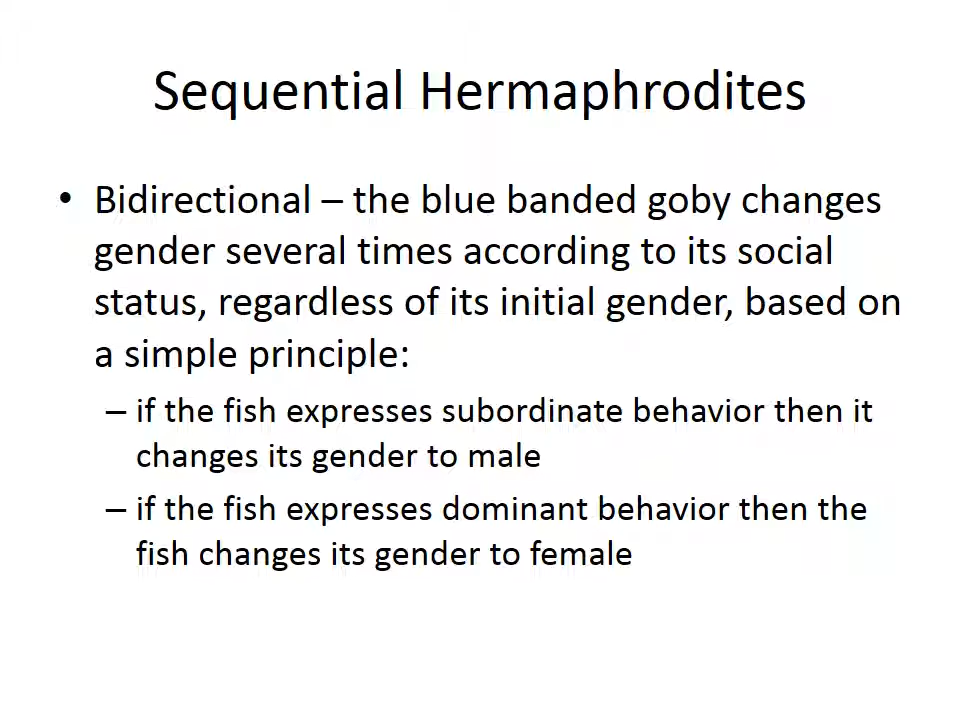 Sequential Hermaphrodites
• Bidirectional – the blue banded goby changes
gender several times according to its social
status, regardless of its initial gender, based on
a simple principle:
– if the fish expresses subordinate behavior then it
changes its gender to male
– if the fish expresses dominant behavior then the
fish changes its gender to female